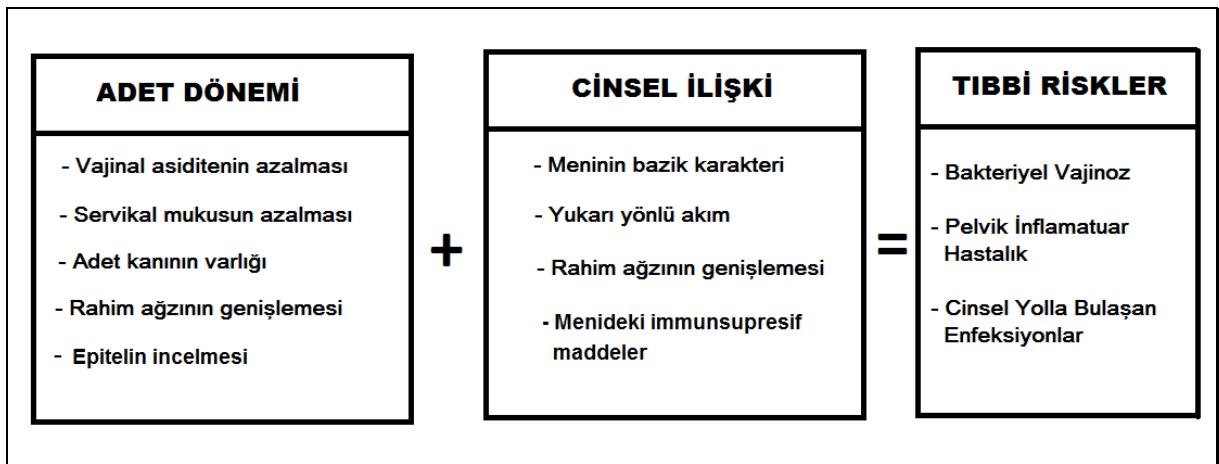 ADET DÖNEMİ
- Vajinal asiditenin azalması
- Servikal mukusun azalması
- Adet kanının varlığı
- Rahim ağzının genişlemesi
- Epitelin incelmesi
+
CİNSEL İLİŞKİ
- Meninin bazik karakteri
- Yukarı yönlü akım
- Rahim ağzının genişlemesi
- Menideki immunsupresif
maddeler
=
TIBBİ RİSKLER
- Bakteriyel Vajinoz
- Pelvik İnflamatuar
Hastalık
- Cinsel Yolla Bulaşan
Enfeksiyonlar